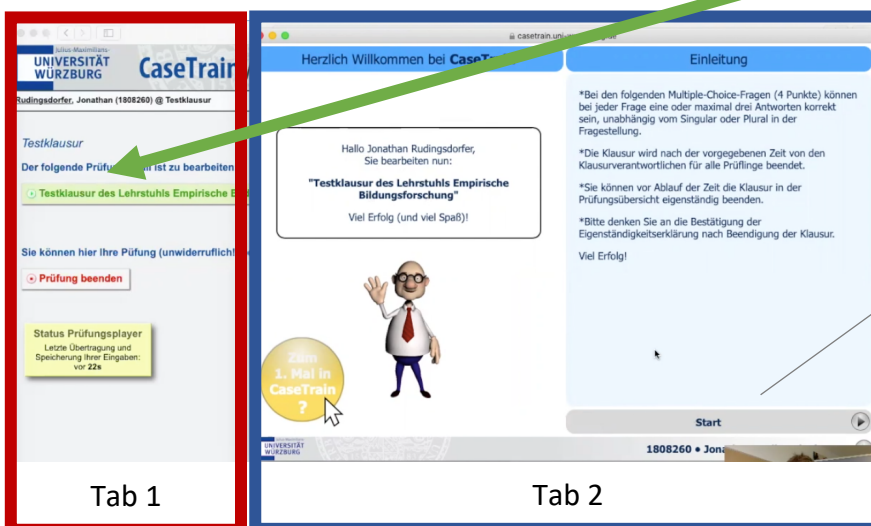 Julius-Maximilians-
UNIVERSITÄT
WÜRZBURG
CaseTrain
Rudingsdorfer, Jonathan (1808260) @ Testklausur
Testklausur
Der folgende ist zu bearbeiten
Testklausur des Lehrstuhls Empirische
Sie können hier Ihre Püfung (unwiderruflich!
Prüfung beenden
Status Prüfungsplayer
Letzte Übertragung und
Speicherung Ihrer Eingaben:
vor 22s
Tab 1
Herzlich Willkommen bei
Hallo Jonathan Rudingsdorfer,
Sie bearbeiten nun:
"Testklausur des Lehrstuhls Empirische
Bildungsforschung"
Viel Erfolg (und viel Spaß)!
Zum
1. Mal in
CaseTrain
?
UNIVERSITÄT
WÜRZBURG
Einleitung
*Bei den folgenden Multiple-Choice-Fragen (4 Punkte) können
bei jeder Frage eine oder maximal drei Antworten korrekt
sein, unabhängig vom Singular oder Plural in der
Fragestellung.
*Die Klausur wird nach der vorgegebenen Zeit von den
Klausurverantwortlichen für alle Prüflinge beendet.
*Sie können vor Ablauf der Zeit die Klausur in der
Prüfungsübersicht eigenständig beenden.
*Bitte denken Sie an die Bestätigung der
Eigenständigkeitserklärung nach Beendigung der Klausur.
Viel Erfolg!
Start
1808260 • Jona
Tab 2